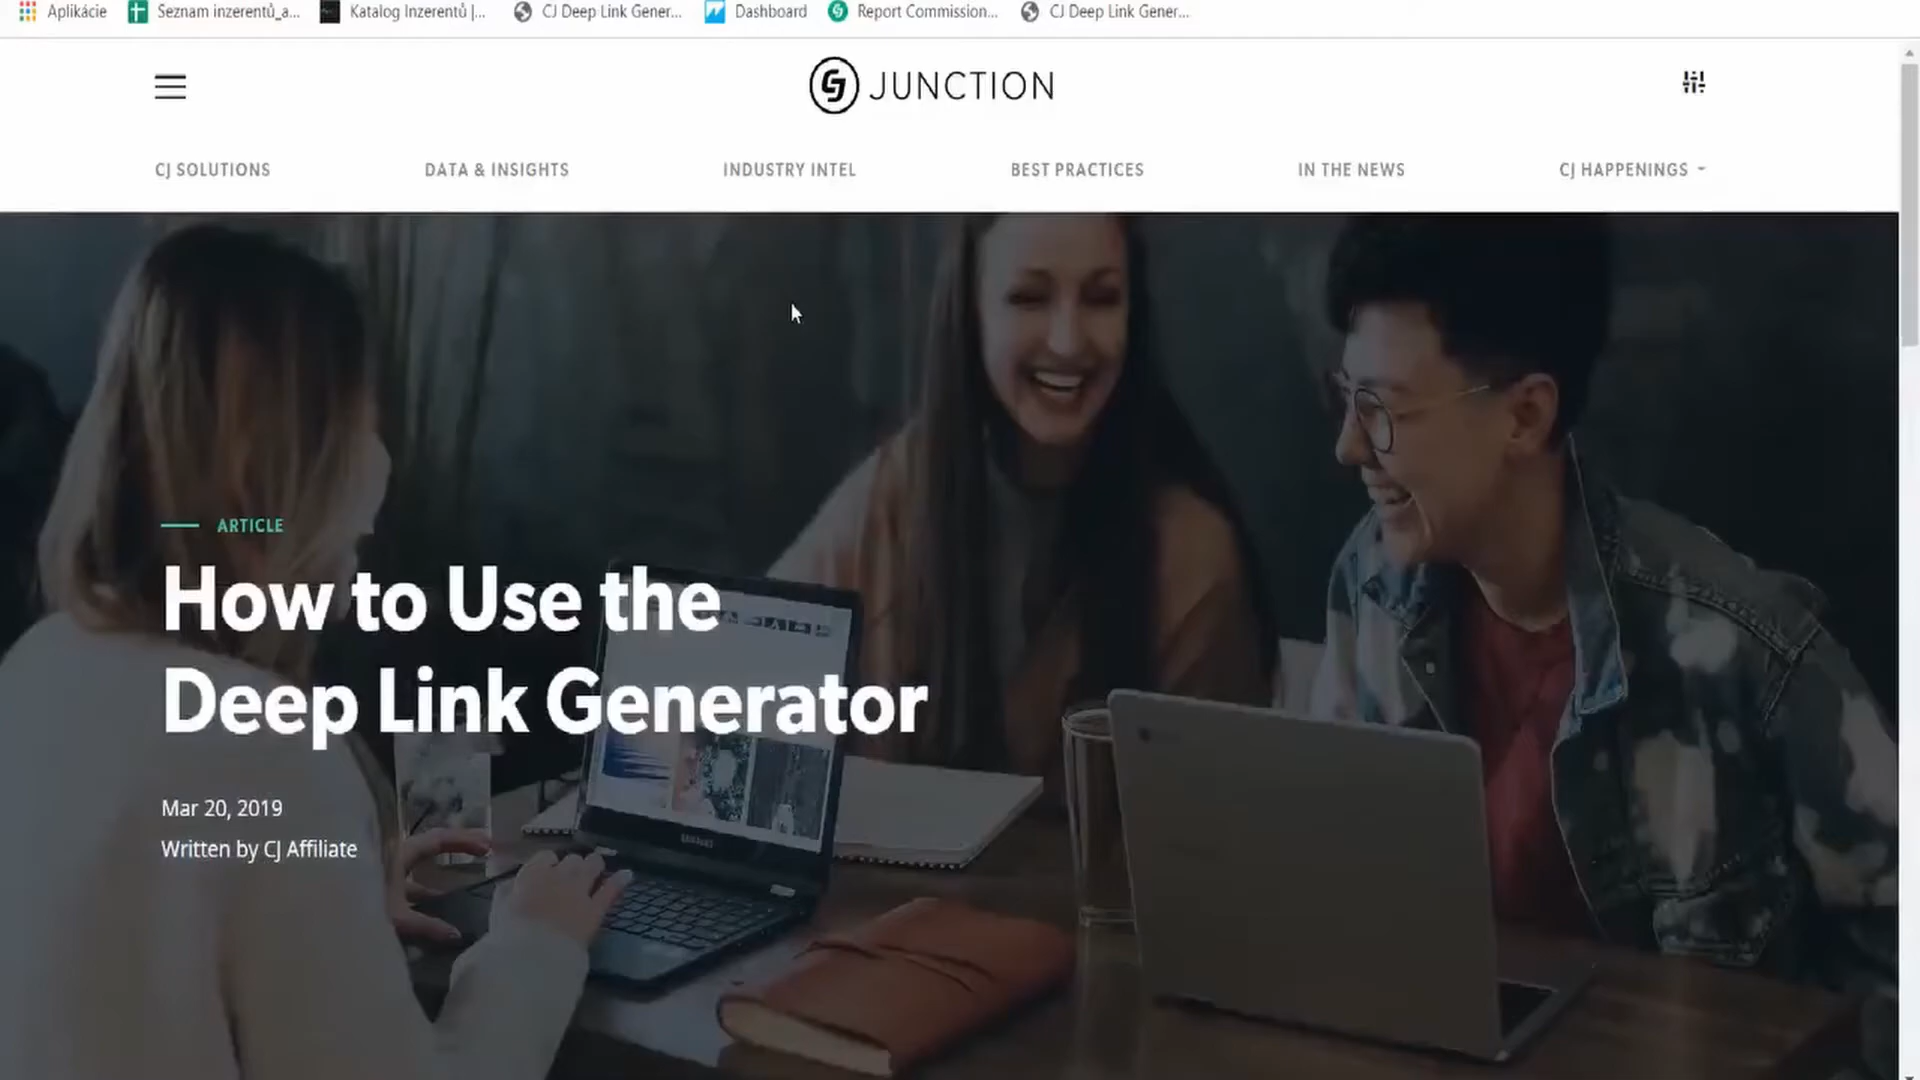 Aplikácie Seznam inzerentů_a... Katalog Inzerentů |... CJ Deep Link Gener... Dashboard Report Commission... CJ Deep Link Gener...
CJ JUNCTION
CJ SOLUTIONS DATA & INSIGHTS INDUSTRY INTEL BEST PRACTICES IN THE NEWS CJ HAPPENINGS
ARTICLE
How to Use the
Deep Link Generator
Mar 20, 2019
Written by CJ Affiliate
SAMSUNG